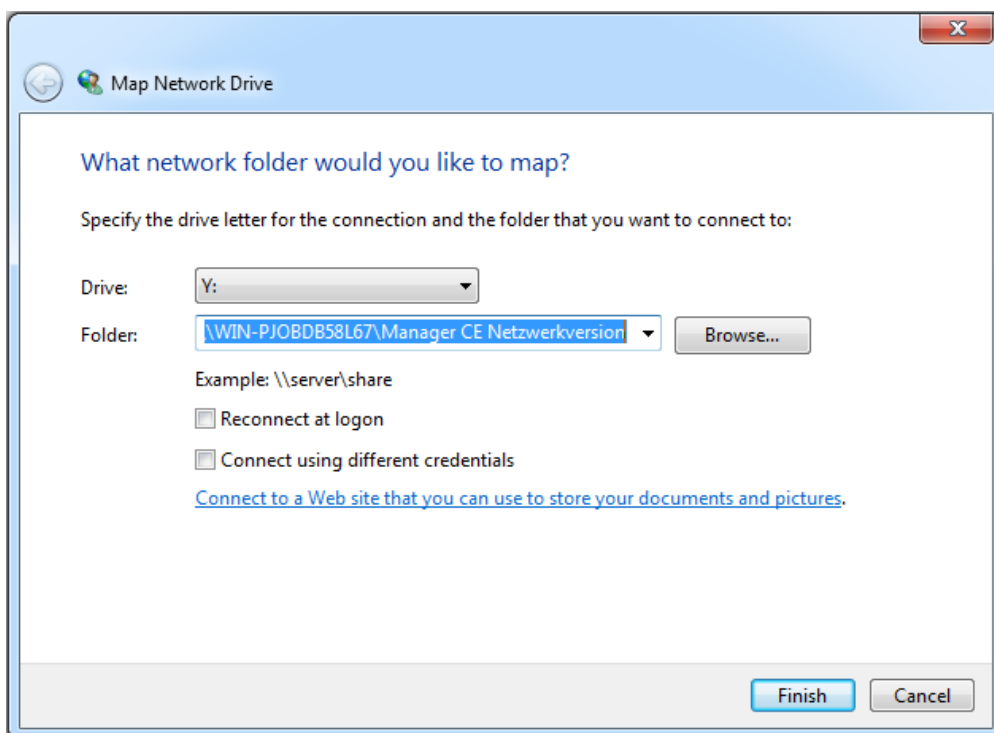 Map Network Drive
What network folder would you like to map?
Specify the drive letter for the connection and the folder that you want to connect to:
Drive: Y:
Folder: \WIN-PJOBDB58L67\Manager CE Netzwerkversion Browse...
Example: \\server\share
Reconnect at logon
Connect using different credentials
Connect to a Web site that you can use to store your documents and pictures.
Finish Cancel